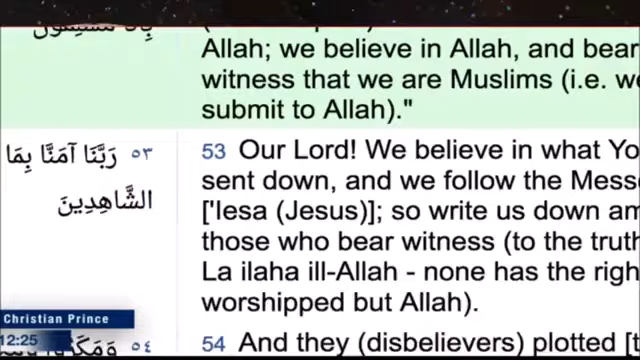 Allah; we believe in Allah, and bear
witness that we are Muslims (i.e. we
submit to Allah)."
٥٣ رَبَّنَا آمَنَّا بِمَا
الشَّاهِدِينَ
53 Our Lord! We believe in what Yo
sent down, and we follow the Mess
['Iesa (Jesus)]; so write us down am
those who bear witness (to the truth
La ilaha ill-Allah - none has the righ
worshipped but Allah).
٥٤
54 And they (disbelievers) plotted [t
Christian Prince
12:25